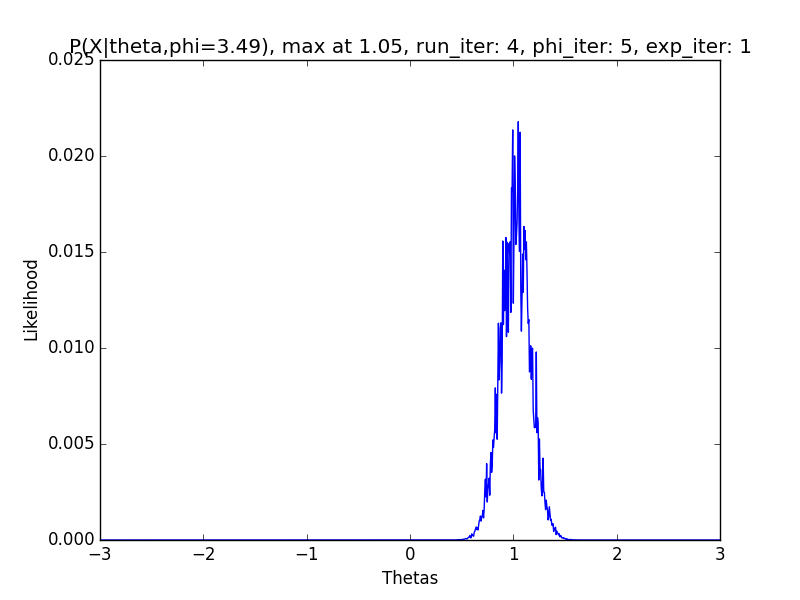 P(X|theta,phi=3.49), max at 1.05, run_iter: 4, phi_iter: 5, exp_iter: 1
0.025
0.020
0.015
0.010
0.005
0.000
Likelihood
−3 −2 −1 0 1 2 3
Thetas